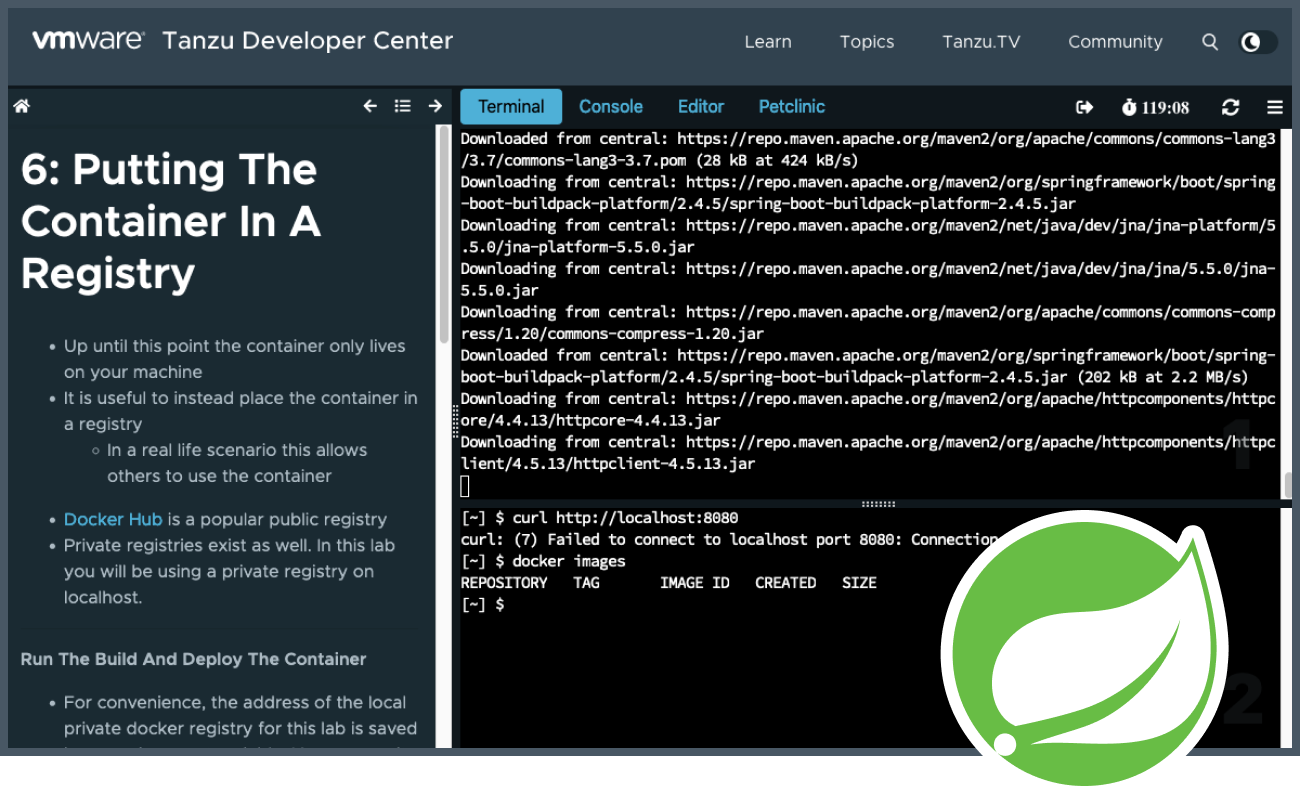 vmware® Tanzu Developer Center
Learn Topics Tanzu.TV Community
Terminal Console Editor Petclinic 119:08
6: Putting The
Container In A
Registry
Up until this point the container only lives
on your machine
It is useful to instead place the container in
a registry
In a real life scenario this allows
others to use the container
Docker Hub is a popular public registry
Private registries exist as well. In this lab
you will be using a private registry on
localhost.
Run The Build And Deploy The Container
For convenience, the address of the local
private docker registry for this lab is saved
Downloaded from central: https://repo.maven.apache.org/maven2/org/apache/commons/commons-lang3
/3.7/commons-lang3-3.7.pom (28 kB at 424 kB/s)
Downloading from central: https://repo.maven.apache.org/maven2/org/springframework/boot/spring
-boot-buildpack-platform/2.4.5/spring-boot-buildpack-platform-2.4.5.jar
Downloading from central: https://repo.maven.apache.org/maven2/net/java/dev/jna/jna-platform/5
.5.0/jna-platform-5.5.0.jar
Downloading from central: https://repo.maven.apache.org/maven2/net/java/dev/jna/jna/5.5.0/jna-
5.5.0.jar
Downloading from central: https://repo.maven.apache.org/maven2/org/apache/commons/commons-comp
ress/1.20/commons-compress-1.20.jar
Downloaded from central: https://repo.maven.apache.org/maven2/org/springframework/boot/spring-
boot-buildpack-platform/2.4.5/spring-boot-buildpack-platform-2.4.5.jar (202 kB at 2.2 MB/s)
Downloading from central: https://repo.maven.apache.org/maven2/org/apache/httpcomponents/httpc
ore/4.4.13/httpcore-4.4.13.jar
Downloading from central: https://repo.maven.apache.org/maven2/org/apache/httpcomponents/httpc
lient/4.5.13/httpclient-4.5.13.jar
1
[~] $ curl http://localhost:8080
curl: (7) Failed to connect to localhost port 8080: Connection
[~] $ docker images
REPOSITORY TAG IMAGE ID CREATED SIZE
[~] $
2